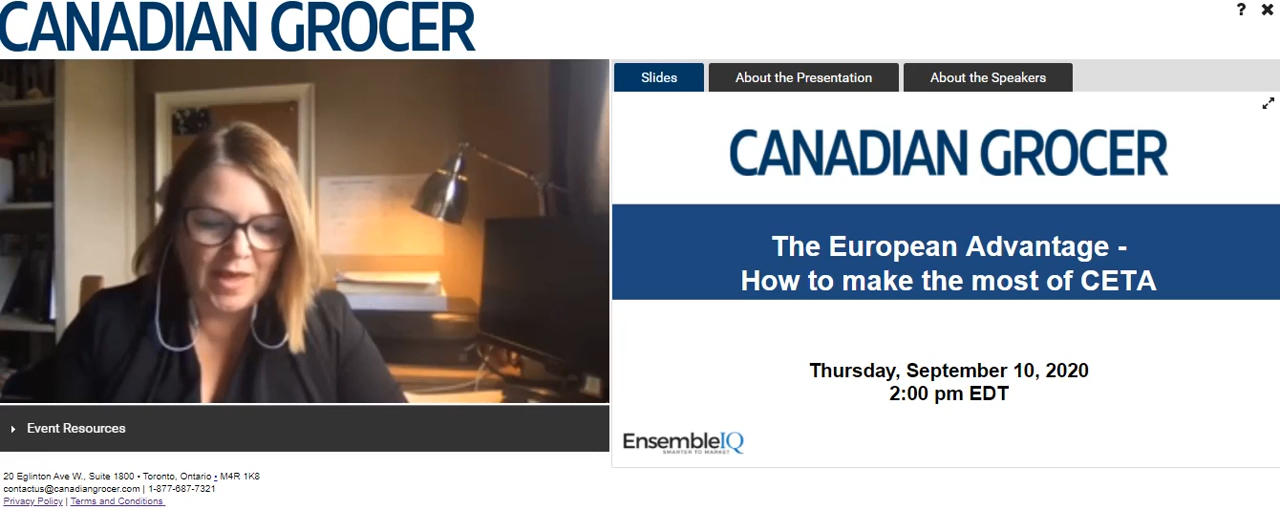 CANADIAN GROCER
? ✖
Slides
About the Presentation
About the Speakers
CANADIAN GROCER
The European Advantage -
How to make the most of CETA
Thursday, September 10, 2020
2:00 pm EDT
EnsembleIQ
SMARTER TO MARKET
Event Resources
20 Eglinton Ave W., Suite 1800 • Toronto, Ontario • M4R 1K8
contactus@canadiangrocer.com | 1-877-687-7321
Privacy Policy | Terms and Conditions